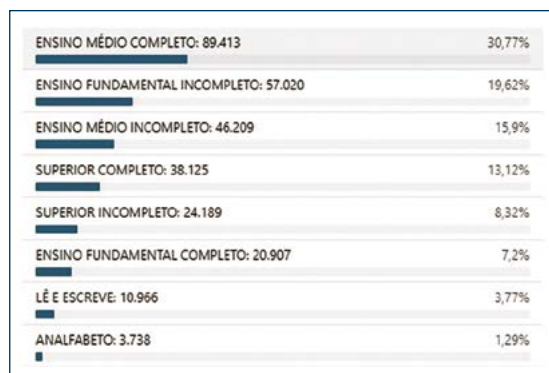 ENSINO MÉDIO COMPLETO: 89.413 30,77%
ENSINO FUNDAMENTAL INCOMPLETO: 57.020 19,62%
ENSINO MÉDIO INCOMPLETO: 46.209 15,9%
SUPERIOR COMPLETO: 38.125 13,12%
SUPERIOR INCOMPLETO: 24.189 8,32%
ENSINO FUNDAMENTAL COMPLETO: 20.907 7,2%
LÊ E ESCREVE: 10.966 3,77%
ANALFABETO: 3.738 1,29%